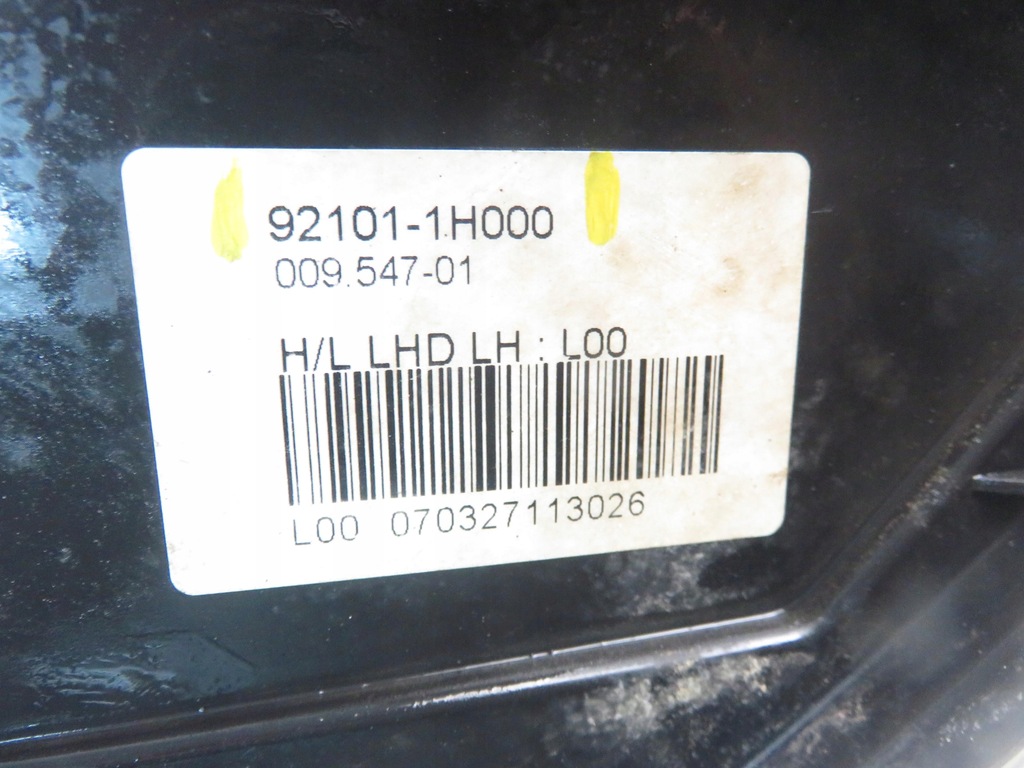 92101-1H000
009.547-01
H/L LHD LH : L00
L00 070327113026